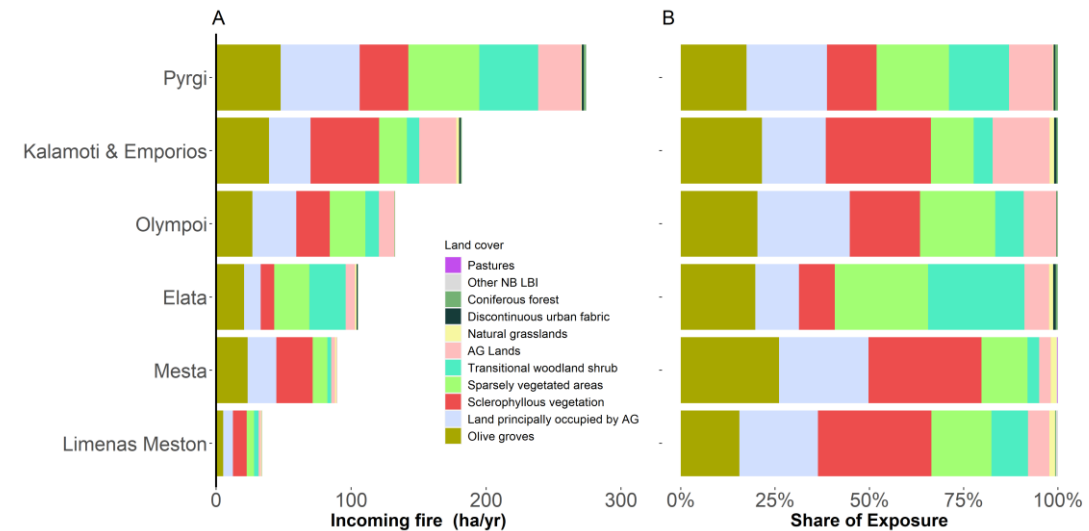 A
B
Pyrgi
Kalamoti & Emporios
Olympoi
Elata
Mesta
Limenas Meston
Land cover
Pastures
Other NB LBI
Coniferous forest
Discontinuous urban fabric
Natural grasslands
AG Lands
Transitional woodland shrub
Sparsely vegetated areas
Sclerophyllous vegetation
Land principally occupied by AG
Olive groves
0 100 200 300
Incoming fire (ha/yr)
0% 25% 50% 75% 100%
Share of Exposure